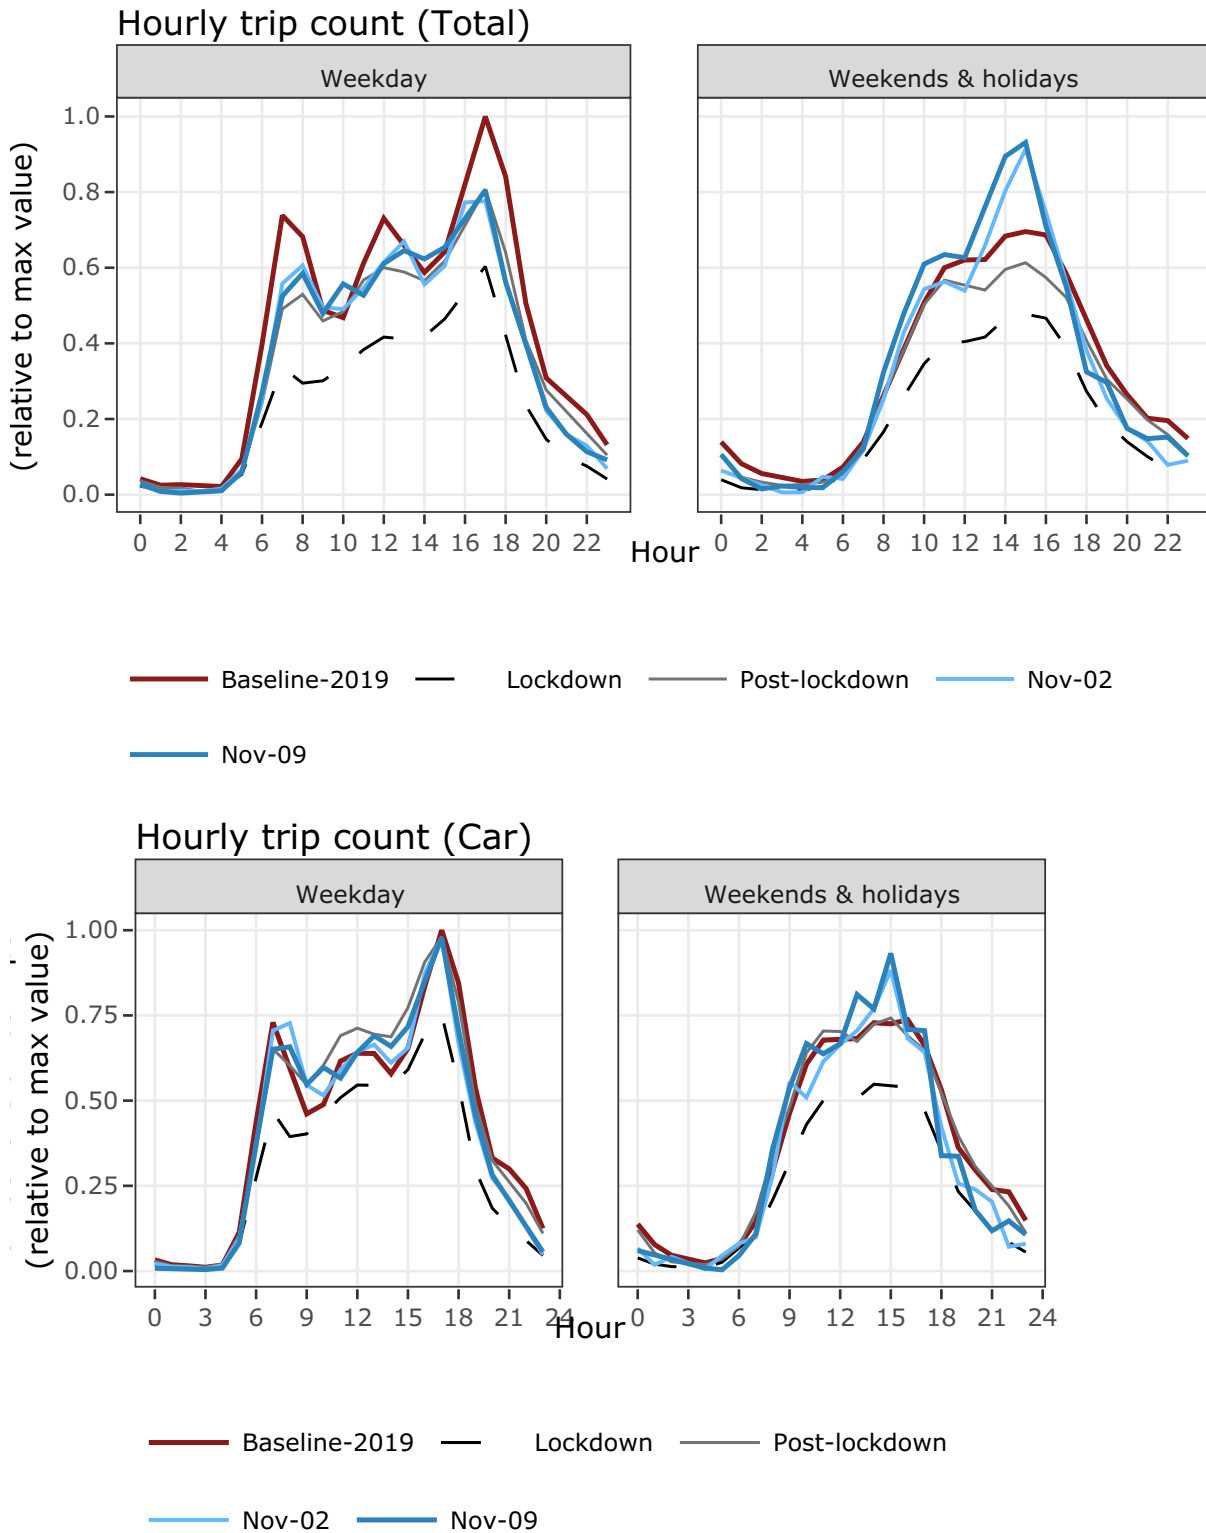 Hourly trip count (Total)
Weekday
Weekends & holidays
(relative to max value)
1.0
0.8
0.6
0.4
0.2
0.0
0 2 4 6 8 10 12 14 16 18 20 22
0 2 4 6 8 10 12 14 16 18 20 22
Hour
Baseline-2019 Lockdown Post-lockdown Nov-02
Nov-09
Hourly trip count (Car)
Weekday
Weekends & holidays
(relative to max value)
1.00
0.75
0.50
0.25
0.00
0 3 6 9 12 15 18 21 24
0 3 6 9 12 15 18 21 24
Hour
Baseline-2019 Lockdown Post-lockdown
Nov-02 Nov-09